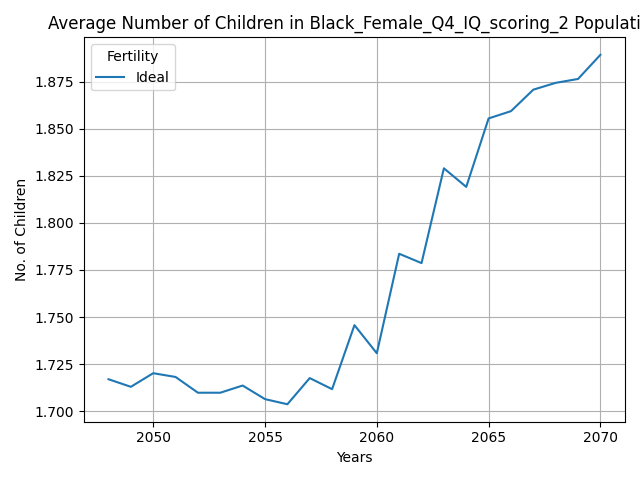 Average Number of Children in Black_Female_Q4_IQ_scoring_2 Populati
Fertility
Ideal
No. of Children
1.875
1.850
1.825
1.800
1.775
1.750
1.725
1.700
2050 2055 2060 2065 2070
Years